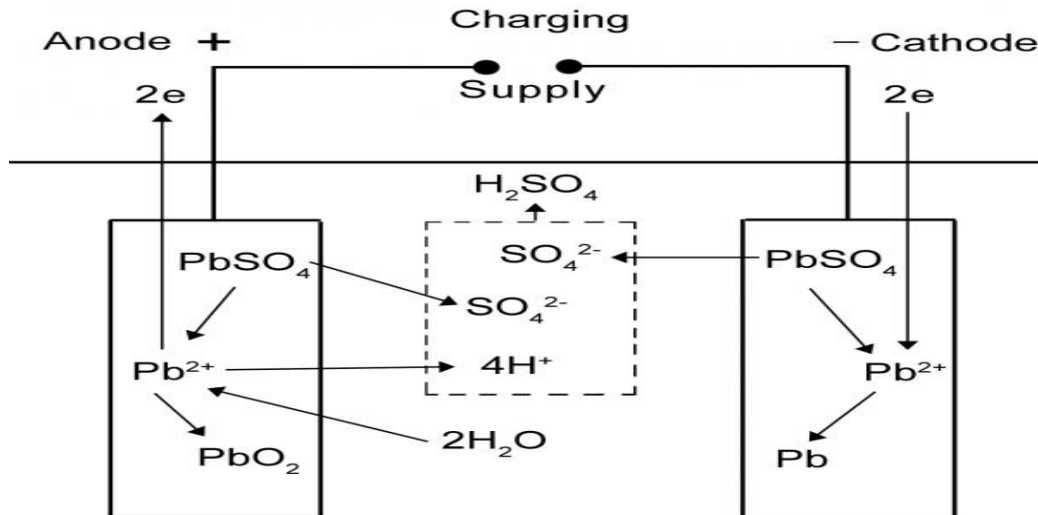 Charging
Anode + − Cathode
2e Supply 2e
H₂SO₄
PbSO₄ SO₄²⁻ PbSO₄
SO₄²⁻
Pb²⁺ 4H⁺ Pb²⁺
PbO₂ 2H₂O Pb